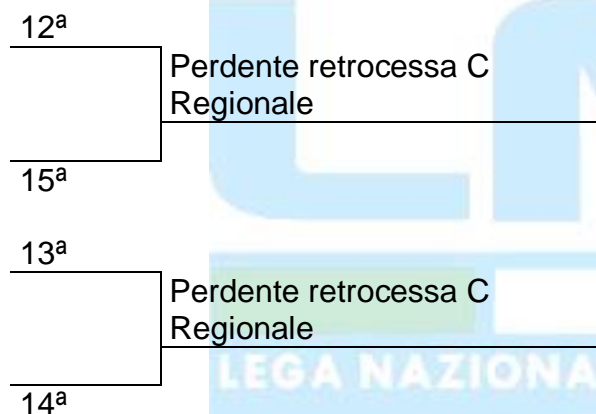 12ª
Perdente retrocessa C
Regionale
15ª
13ª
Perdente retrocessa C
Regionale
LEGA NAZIONA
14ª